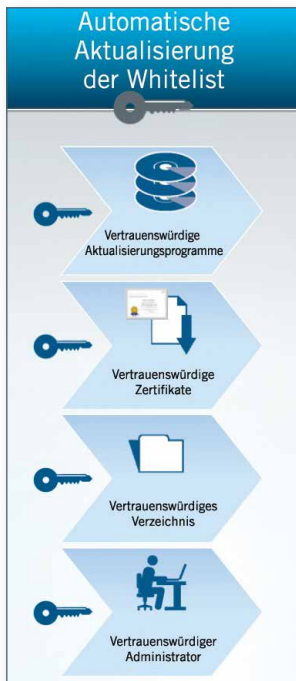 Automatische
Aktualisierung
der Whitelist
Vertrauenswürdige
Aktualisierungsprogramme
Vertrauenswürdige
Zertifikate
Vertrauenswürdiges
Verzeichnis
Vertrauenswürdiger
Administrator